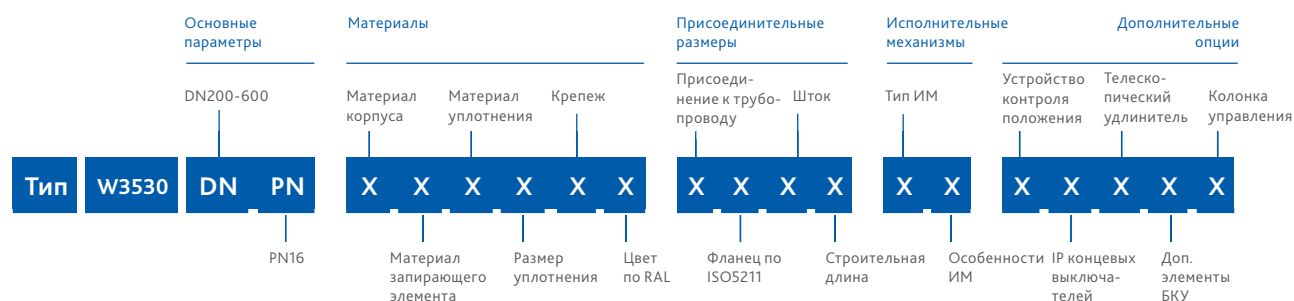 Основные
параметры
Материалы
Присоединительные
размеры
Исполнительные
механизмы
Дополнительные
опции
DN200-600
Материал
корпуса
Материал
уплотнения
Крепеж
Присоеди-
нение к трубо-
проводу
Шток
Тип ИМ
Устройство
контроля
положения
Телеско-
пический
удлинитель
Колонка
управления
Тип W3530 DN PN X X X X X X X X X X X X X X X X X
PN16
Материал
запирающего
элемента
Размер
уплотнения
Цвет
по RAL
Фланец по
ISO5211
Строительная
длина
Особенности
ИМ
IP концевых
выключа-
телей
Доп.
элементы
БКУ